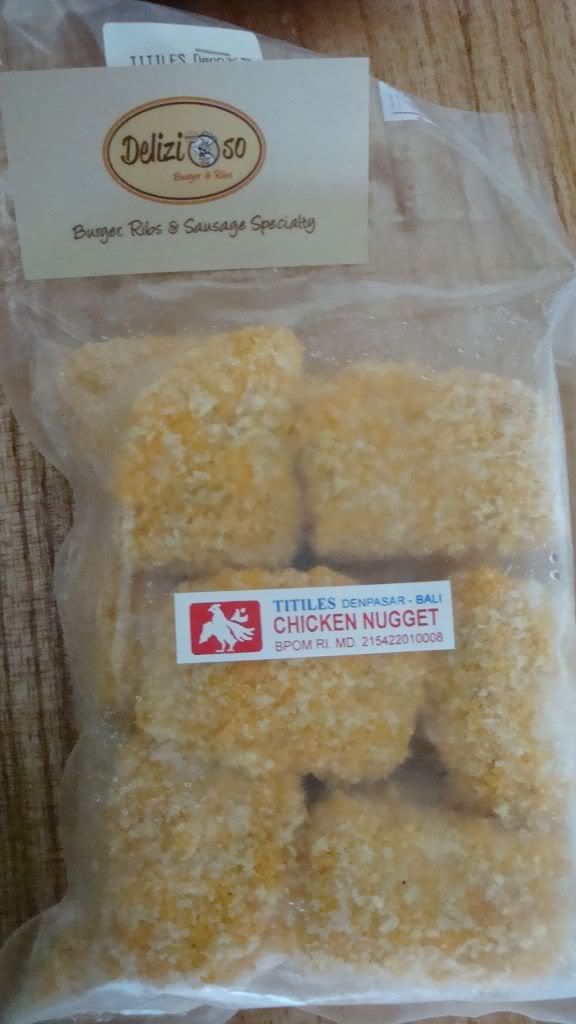 TITILES Denpasar
Delizioso
Burger & Ribs
Burger, Ribs & Sausage Specialty
TITILES DENPASAR - BALI
CHICKEN NUGGET
BPOM RI. MD. 215422010008